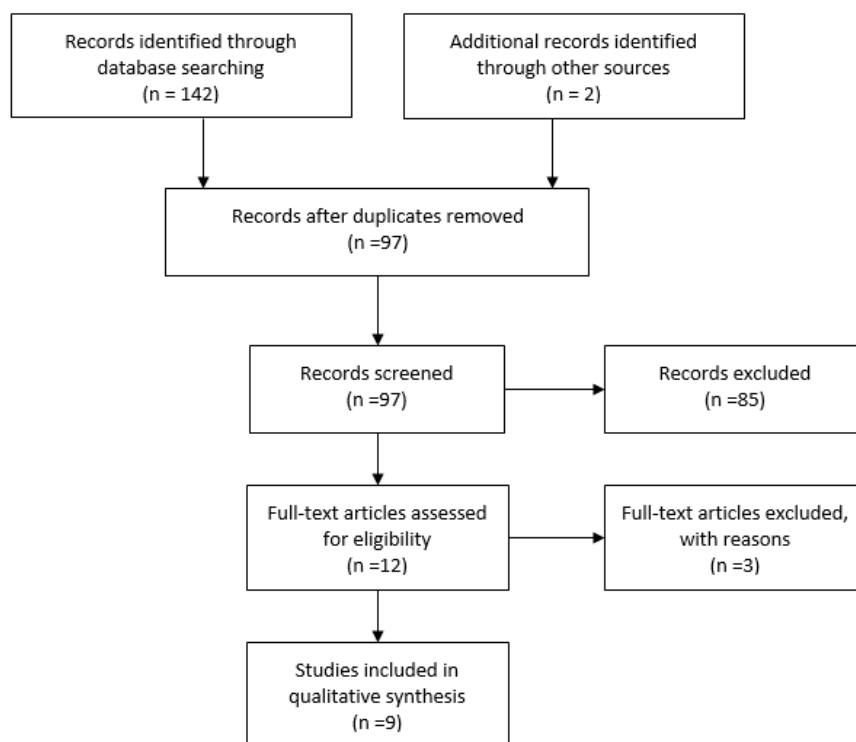 Records identified through
database searching
(n = 142)
Additional records identified
through other sources
(n = 2)
Records after duplicates removed
(n =97)
Records screened
(n =97)
Records excluded
(n =85)
Full-text articles assessed
for eligibility
(n =12)
Full-text articles excluded,
with reasons
(n =3)
Studies included in
qualitative synthesis
(n =9)